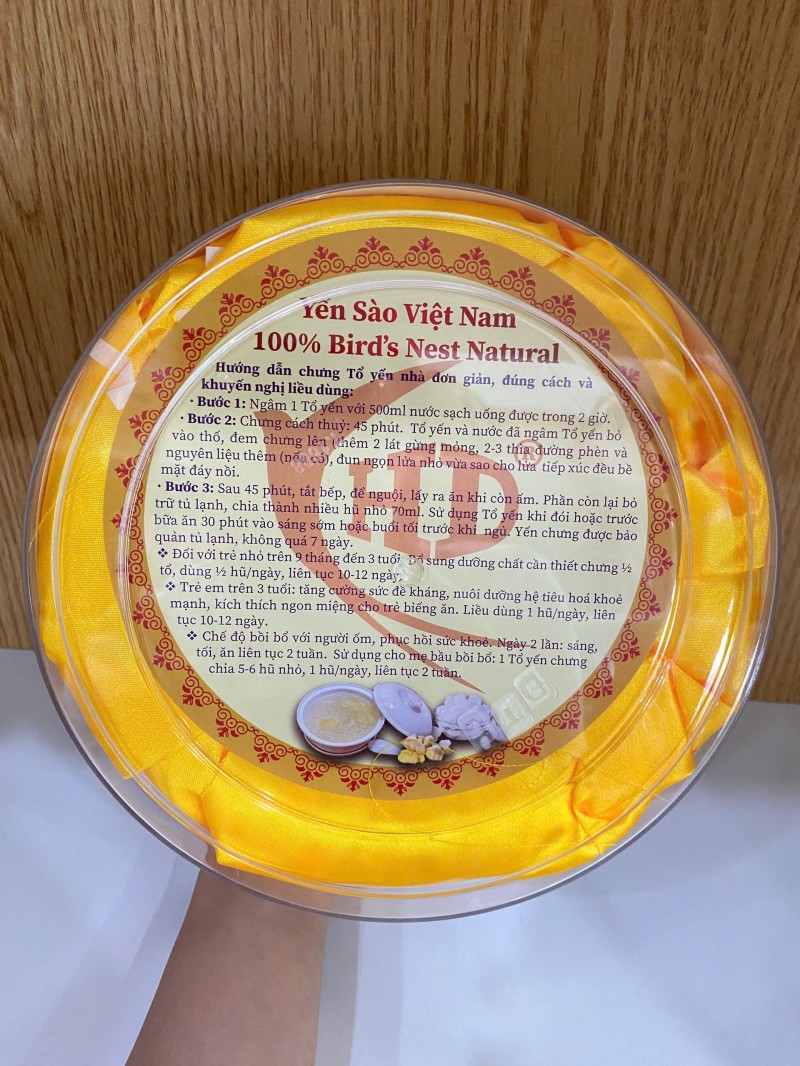 Yến Sào Việt Nam
100% Bird's Nest Natural
Hướng dẫn chưng Tổ yến nhà đơn giản, đúng cách và
khuyến nghị liều dùng:
· Bước 1: Ngâm 1 Tổ yến với 500ml nước sạch uống được trong 2 giờ.
· Bước 2: Chưng cách thuỷ: 45 phút. Tổ yến và nước đã ngâm Tổ yến bỏ
vào thố, đem chưng lên (thêm 2 lát gừng mỏng, 2-3 thìa đường phèn và
nguyên liệu thêm (nếu có), đun ngọn lửa nhỏ vừa sao cho lửa tiếp xúc đều bề
mặt đáy nồi.
· Bước 3: Sau 45 phút, tắt bếp, để nguội, lấy ra ăn khi còn ấm. Phần còn lại bỏ
trữ tủ lạnh, chia thành nhiều hũ nhỏ 70ml. Sử dụng Tổ yến khi đói hoặc trước
bữa ăn 30 phút vào sáng sớm hoặc buổi tối trước khi ngủ. Yến chưng được bảo
quản tủ lạnh, không quá 7 ngày.
❖ Đối với trẻ nhỏ trên 9 tháng đến 3 tuổi: Bổ sung dưỡng chất cần thiết chưng ½
tổ, dùng ½ hũ/ngày, liên tục 10-12 ngày.
❖ Trẻ em trên 3 tuổi: tăng cường sức đề kháng, nuôi dưỡng hệ tiêu hoá khoẻ
mạnh, kích thích ngon miệng cho trẻ biếng ăn. Liều dùng 1 hũ/ngày, liên
tục 10-12 ngày.
❖ Chế độ bồi bổ với người ốm, phục hồi sức khoẻ. Ngày 2 lần: sáng,
tối, ăn liên tục 2 tuần. Sử dụng cho mẹ bầu bồi bổ: 1 Tổ yến chưng
chia 5-6 hũ nhỏ, 1 hũ/ngày, liên tục 2 tuần.
HD ®